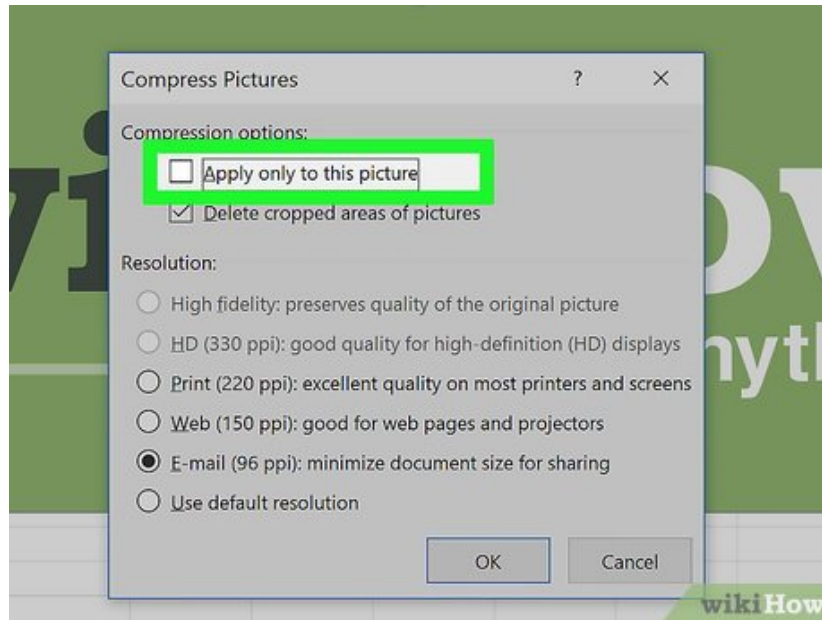 Compress Pictures ? ×
Compression options:
Apply only to this picture
Delete cropped areas of pictures
Resolution:
High fidelity: preserves quality of the original picture
HD (330 ppi): good quality for high-definition (HD) displays
Print (220 ppi): excellent quality on most printers and screens
Web (150 ppi): good for web pages and projectors
E-mail (96 ppi): minimize document size for sharing
Use default resolution
OK Cancel
wikiHow